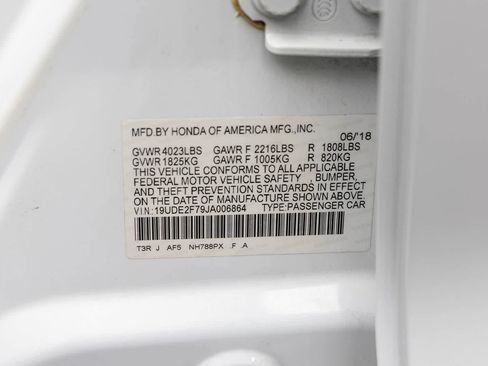 MFD.BY HONDA OF AMERICA MFG.,INC.
06/'18
GVWR 4023LBS GAWR F 2216LBS R 1808LBS
GVWR 1825KG GAWR F 1005KG R 820KG
THIS VEHICLE CONFORMS TO ALL APPLICABLE
FEDERAL MOTOR VEHICLE SAFETY , BUMPER,
AND THEFT PREVENTION STANDARDS IN EFFECT
ON THE DATE OF MANUFACTURE SHOWN ABOVE.
VIN:19UDE2F79JA006864 TYPE:PASSENGER CAR
T3R J AF5 NH788PX .F .A